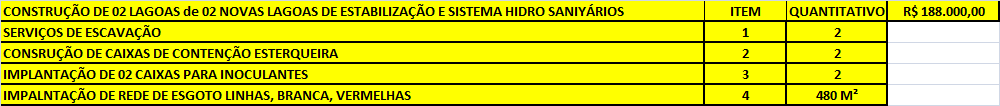 CONSTRUÇÃO DE 02 LAGOAS de 02 NOVAS LAGOAS DE ESTABILIZAÇÃO E SISTEMA HIDRO SANIYÁRIOS ITEM QUANTITATIVO R$ 188.000,00
SERVIÇOS DE ESCAVAÇÃO 1 2
CONSRUÇÃO DE CAIXAS DE CONTENÇÃO ESTERQUEIRA 2 2
IMPLANTAÇÃO DE 02 CAIXAS PARA INOCULANTES 3 2
IMPALNTAÇÃO DE REDE DE ESGOTO LINHAS, BRANCA, VERMELHAS 4 480 M²